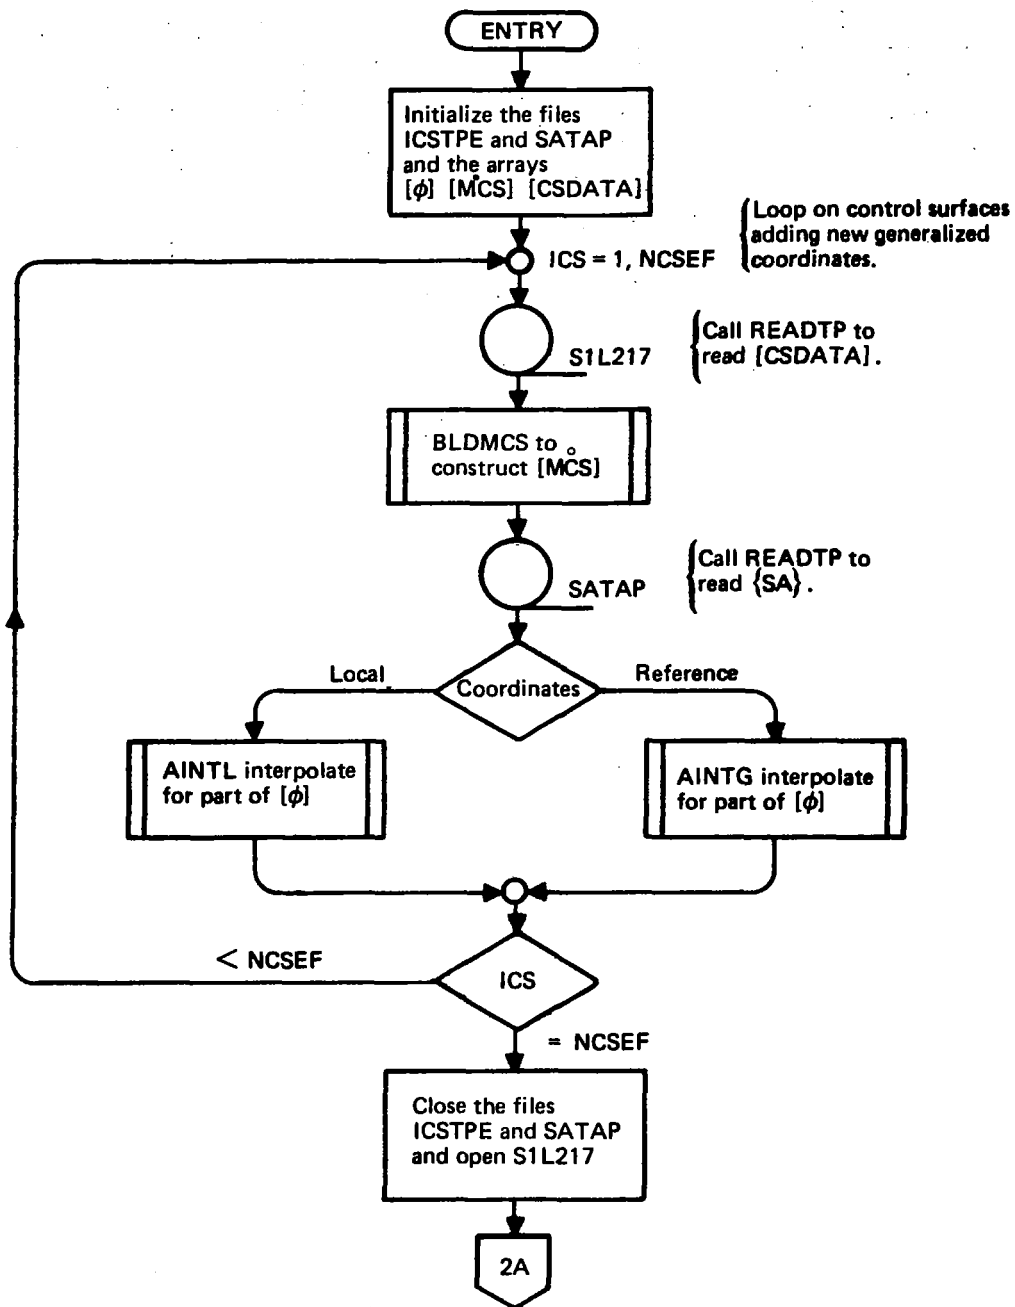 ENTRY
Initialize the files
ICSTPE and SATAP
and the arrays
[ϕ] [MCS] [CSDATA]
ICS = 1, NCSEF
Loop on control surfaces
adding new generalized
coordinates.
S1L217
Call READTP to
read [CSDATA].
BLDMCS to
construct [MCS]
SATAP
Call READTP to
read {SA}.
Coordinates
Local
Reference
AINTL interpolate
for part of [ϕ]
AINTG interpolate
for part of [ϕ]
< NCSEF
ICS
= NCSEF
Close the files
ICSTPE and SATAP
and open S1L217
2A